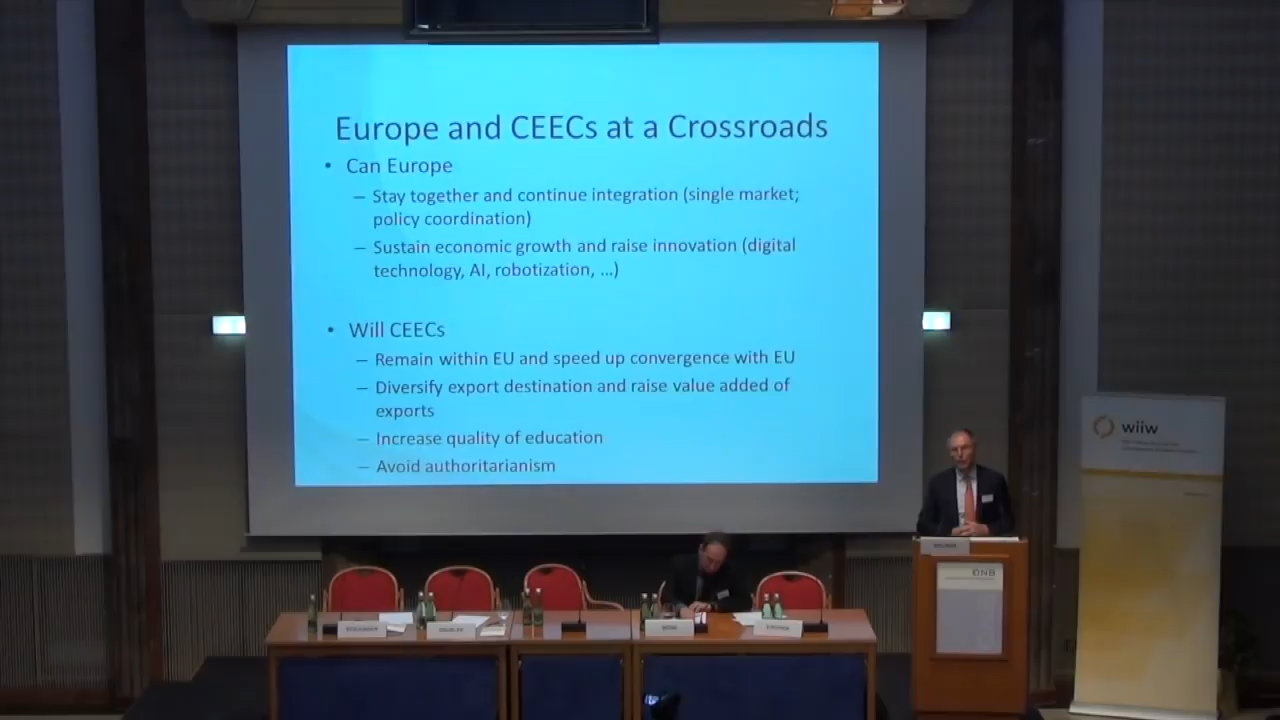 Europe and CEECs at a Crossroads
• Can Europe
– Stay together and continue integration (single market;
policy coordination)
– Sustain economic growth and raise innovation (digital
technology, AI, robotization, ...)
• Will CEECs
– Remain within EU and speed up convergence with EU
– Diversify export destination and raise value added of
exports
– Increase quality of education
– Avoid authoritarianism
wiiw